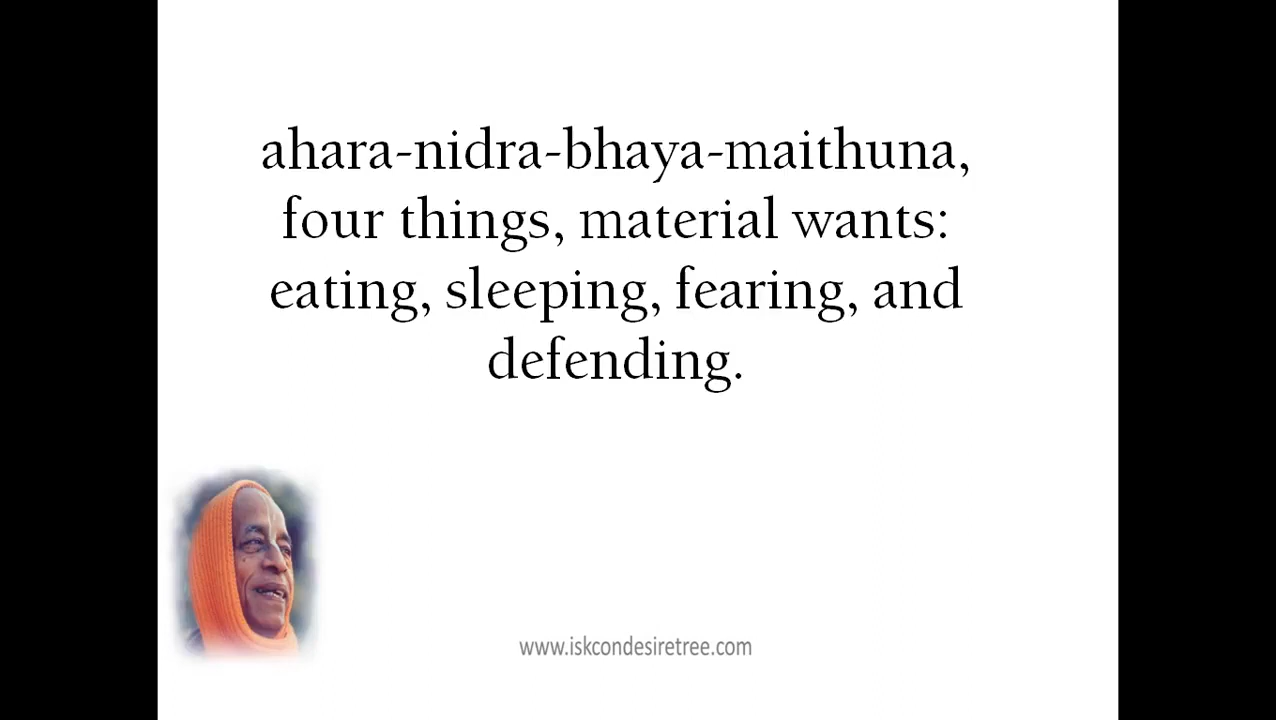 ahara-nidra-bhaya-maithuna,
four things, material wants:
eating, sleeping, fearing, and
defending.
www.iskcondesiretree.com